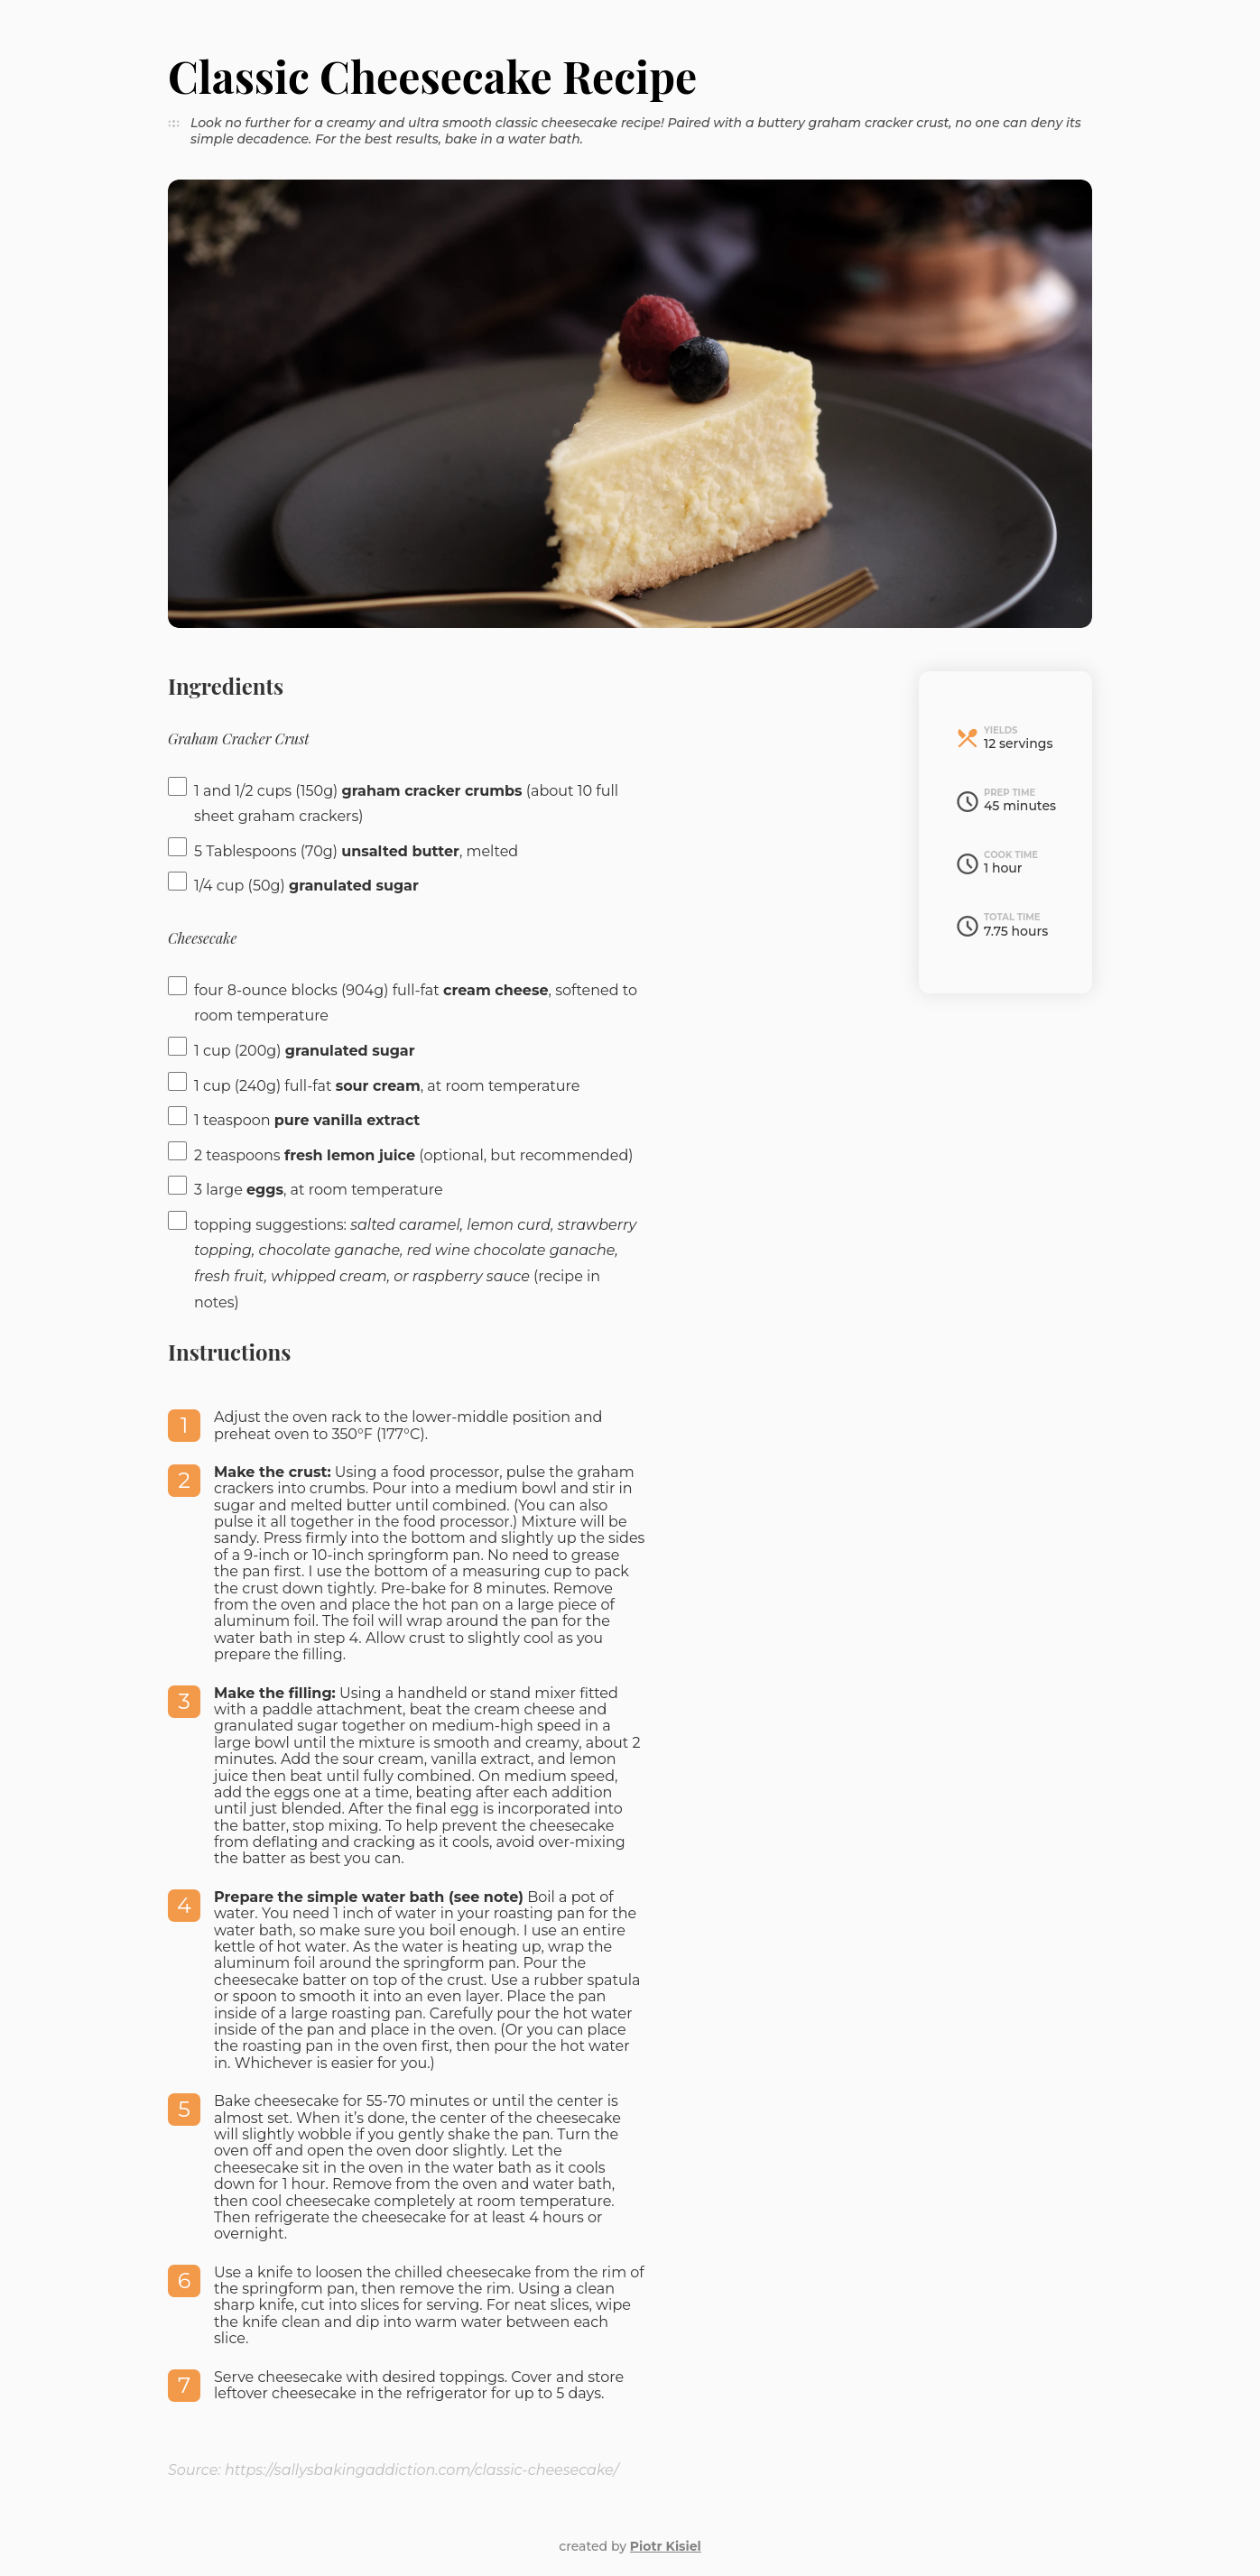 Classic Cheesecake Recipe
Look no further for a creamy and ultra smooth classic cheesecake recipe! Paired with a buttery graham cracker crust, no one can deny its
simple decadence. For the best results, bake in a water bath.
Ingredients
Graham Cracker Crust
1 and 1/2 cups (150g) graham cracker crumbs (about 10 full
sheet graham crackers)
5 Tablespoons (70g) unsalted butter, melted
1/4 cup (50g) granulated sugar
Cheesecake
four 8-ounce blocks (904g) full-fat cream cheese, softened to
room temperature
1 cup (200g) granulated sugar
1 cup (240g) full-fat sour cream, at room temperature
1 teaspoon pure vanilla extract
2 teaspoons fresh lemon juice (optional, but recommended)
3 large eggs, at room temperature
topping suggestions: salted caramel, lemon curd, strawberry
topping, chocolate ganache, red wine chocolate ganache,
fresh fruit, whipped cream, or raspberry sauce (recipe in
notes)
YIELDS
12 servings
PREP TIME
45 minutes
COOK TIME
1 hour
TOTAL TIME
7.75 hours
Instructions
1 Adjust the oven rack to the lower-middle position and
preheat oven to 350°F (177°C).
2 Make the crust: Using a food processor, pulse the graham
crackers into crumbs. Pour into a medium bowl and stir in
sugar and melted butter until combined. (You can also
pulse it all together in the food processor.) Mixture will be
sandy. Press firmly into the bottom and slightly up the sides
of a 9-inch or 10-inch springform pan. No need to grease
the pan first. I use the bottom of a measuring cup to pack
the crust down tightly. Pre-bake for 8 minutes. Remove
from the oven and place the hot pan on a large piece of
aluminum foil. The foil will wrap around the pan for the
water bath in step 4. Allow crust to slightly cool as you
prepare the filling.
3 Make the filling: Using a handheld or stand mixer fitted
with a paddle attachment, beat the cream cheese and
granulated sugar together on medium-high speed in a
large bowl until the mixture is smooth and creamy, about 2
minutes. Add the sour cream, vanilla extract, and lemon
juice then beat until fully combined. On medium speed,
add the eggs one at a time, beating after each addition
until just blended. After the final egg is incorporated into
the batter, stop mixing. To help prevent the cheesecake
from deflating and cracking as it cools, avoid over-mixing
the batter as best you can.
4 Prepare the simple water bath (see note) Boil a pot of
water. You need 1 inch of water in your roasting pan for the
water bath, so make sure you boil enough. I use an entire
kettle of hot water. As the water is heating up, wrap the
aluminum foil around the springform pan. Pour the
cheesecake batter on top of the crust. Use a rubber spatula
or spoon to smooth it into an even layer. Place the pan
inside of a large roasting pan. Carefully pour the hot water
inside of the pan and place in the oven. (Or you can place
the roasting pan in the oven first, then pour the hot water
in. Whichever is easier for you.)
5 Bake cheesecake for 55-70 minutes or until the center is
almost set. When it’s done, the center of the cheesecake
will slightly wobble if you gently shake the pan. Turn the
oven off and open the oven door slightly. Let the
cheesecake sit in the oven in the water bath as it cools
down for 1 hour. Remove from the oven and water bath,
then cool cheesecake completely at room temperature.
Then refrigerate the cheesecake for at least 4 hours or
overnight.
6 Use a knife to loosen the chilled cheesecake from the rim of
the springform pan, then remove the rim. Using a clean
sharp knife, cut into slices for serving. For neat slices, wipe
the knife clean and dip into warm water between each
slice.
7 Serve cheesecake with desired toppings. Cover and store
leftover cheesecake in the refrigerator for up to 5 days.
Source: https://sallysbakingaddiction.com/classic-cheesecake/
created by Piotr Kisiel